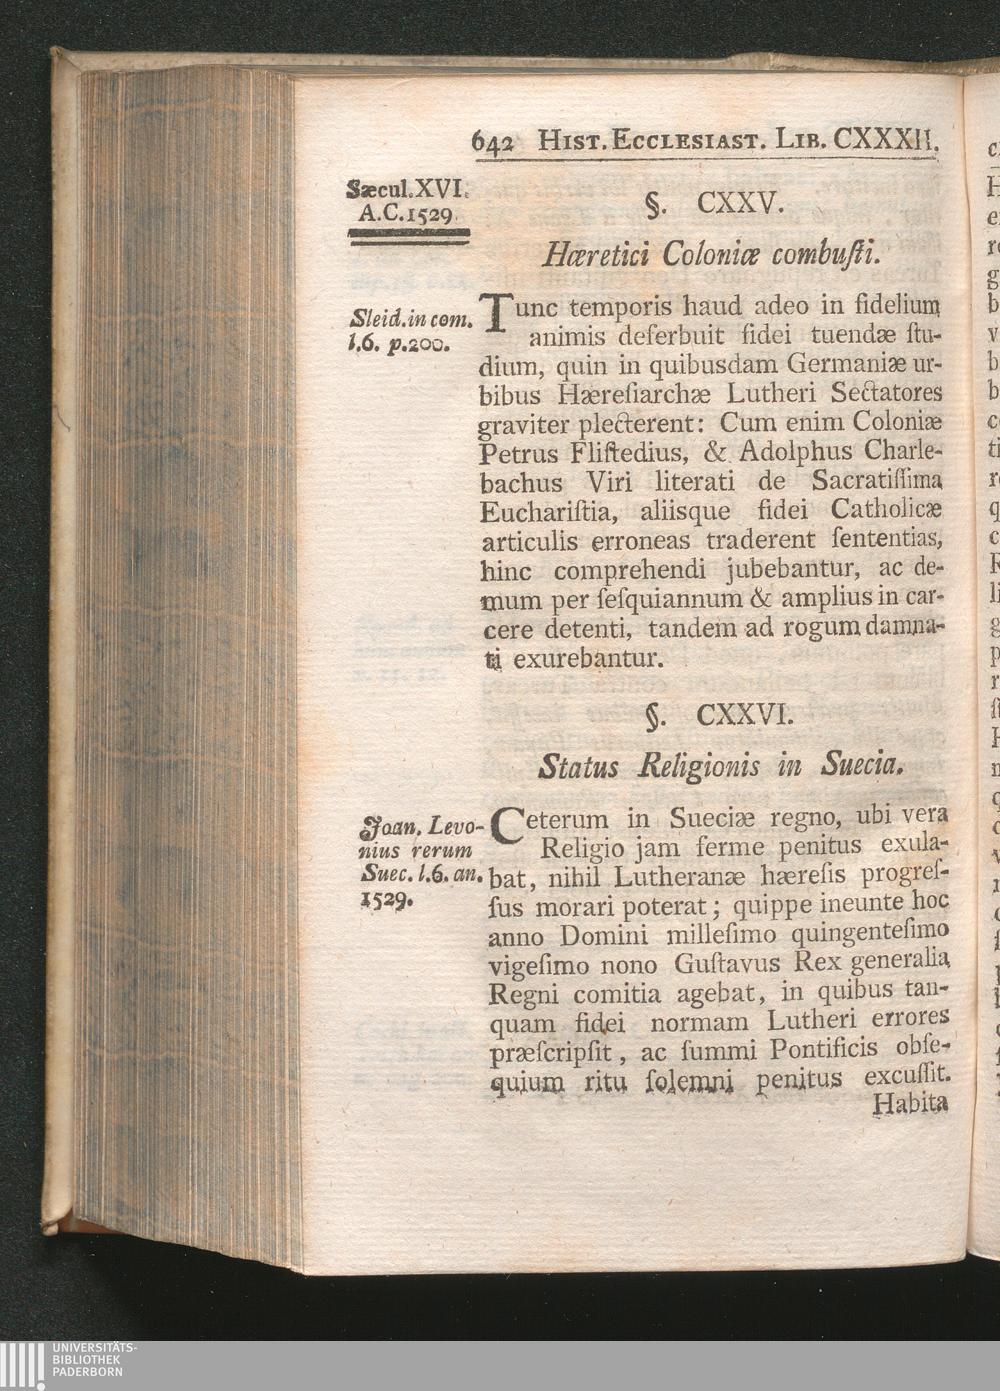 642 HIST. ECCLESIAST. LIB. CXXXII.
Sæcul. XVI.
A.C. 1529.
§. CXXV.
Hæretici Coloniæ combuſti.
Sleid. in com.
l.6. p.200.
Tunc temporis haud adeo in fidelium
animis deferbuit fidei tuendæ ſtu-
dium, quin in quibusdam Germaniæ ur-
bibus Hæreſiarchæ Lutheri Sectatores
graviter plecterent: Cum enim Coloniæ
Petrus Fliſtedius, & Adolphus Charle-
bachus Viri literati de Sacratiſſima
Euchariſtia, aliisque fidei Catholicæ
articulis erroneas traderent ſententias,
hinc comprehendi jubebantur, ac de-
mum per ſeſquiannum & amplius in car-
cere detenti, tandem ad rogum damna-
ti exurebantur.
§. CXXVI.
Status Religionis in Suecia.
Joan. Levo-
nius rerum
Suec. l.6. an.
1529.
Ceterum in Sueciæ regno, ubi vera
Religio jam ferme penitus exula-
bat, nihil Lutheranæ hæreſis progreſ-
ſus morari poterat; quippe ineunte hoc
anno Domini milleſimo quingenteſimo
vigeſimo nono Guſtavus Rex generalia
Regni comitia agebat, in quibus tan-
quam fidei normam Lutheri errores
præſcripſit, ac ſummi Pontificis obſe-
quium ritu ſolemni penitus excuſſit.
Habita
UNIVERSITÄTS-
BIBLIOTHEK
PADERBORN